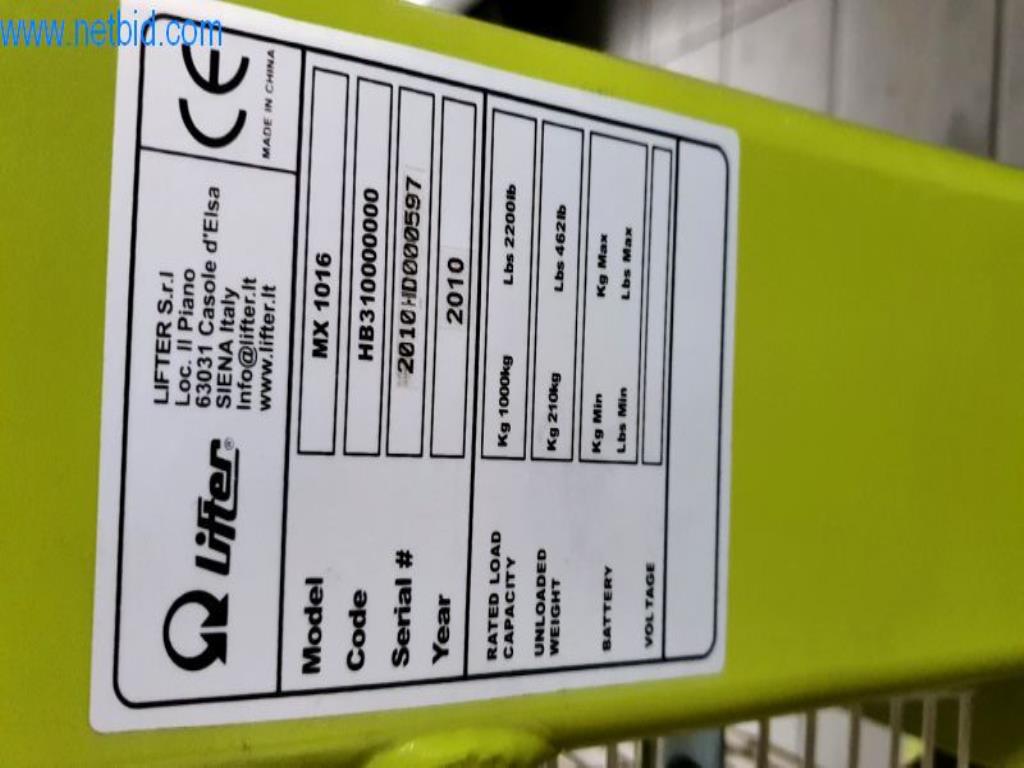 www.netbid.com
Lifter®
LIFTER S.r.l
Loc. Il Piano
63031 Casole d'Elsa
SIENA Italy
Info@lifter.It
www.lifter.It
CE
MADE IN CHINA
Model MX 1016
Code HB3100000000
Serial # 2010HD0000597
Year 2010
RATED LOAD CAPACITY Kg 1000kg Lbs 2200lb
UNLOADED WEIGHT Kg 210kg Lbs 462lb
BATTERY Kg Min Kg Max
Lbs Min Lbs Max
VOLTAGE